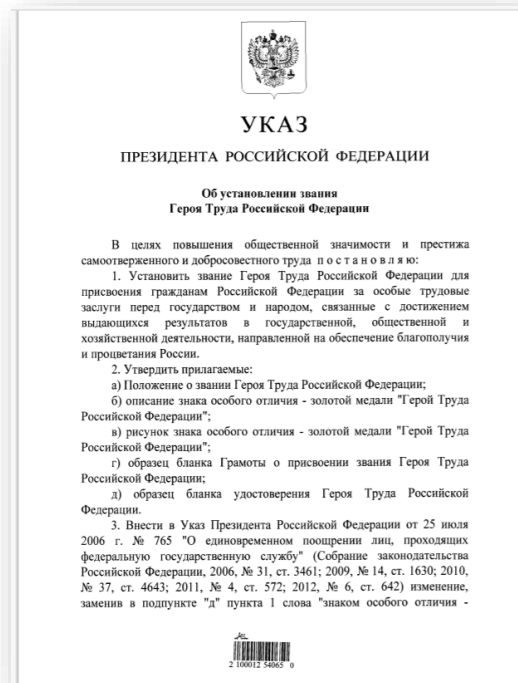 УКАЗ
ПРЕЗИДЕНТА РОССИЙСКОЙ ФЕДЕРАЦИИ
Об установлении звания
Героя Труда Российской Федерации
В целях повышения общественной значимости и престижа
самоотверженного и добросовестного труда п о с т а н о в л я ю:
1. Установить звание Героя Труда Российской Федерации для
присвоения гражданам Российской Федерации за особые трудовые
заслуги перед государством и народом, связанные с достижением
выдающихся результатов в государственной, общественной и
хозяйственной деятельности, направленной на обеспечение благополучия
и процветания России.
2. Утвердить прилагаемые:
а) Положение о звании Героя Труда Российской Федерации;
б) описание знака особого отличия - золотой медали "Герой Труда
Российской Федерации";
в) рисунок знака особого отличия - золотой медали "Герой Труда
Российской Федерации";
г) образец бланка Грамоты о присвоении звания Героя Труда
Российской Федерации;
д) образец бланка удостоверения Героя Труда Российской
Федерации.
3. Внести в Указ Президента Российской Федерации от 25 июля
2006 г. № 765 "О единовременном поощрении лиц, проходящих
федеральную государственную службу" (Собрание законодательства
Российской Федерации, 2006, № 31, ст. 3461; 2009, № 14, ст. 1630; 2010,
№ 37, ст. 4643; 2011, № 4, ст. 572; 2012, № 6, ст. 642) изменение,
заменив в подпункте "д" пункта 1 слова "знаком особого отличия -
2 100012 54065 0